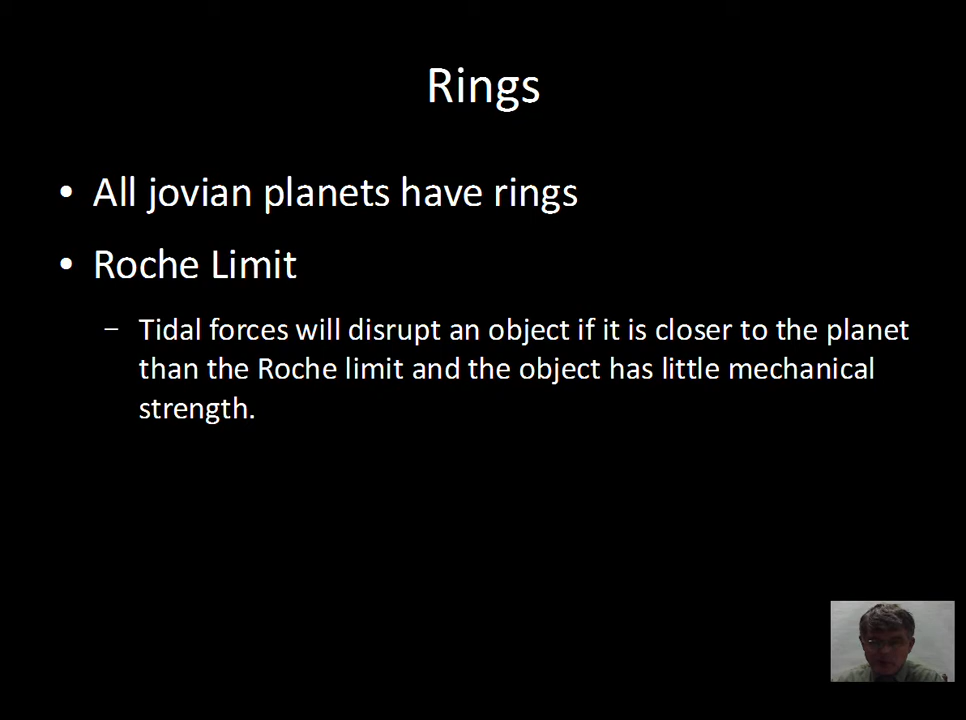 Rings
• All jovian planets have rings
• Roche Limit
– Tidal forces will disrupt an object if it is closer to the planet
than the Roche limit and the object has little mechanical
strength.